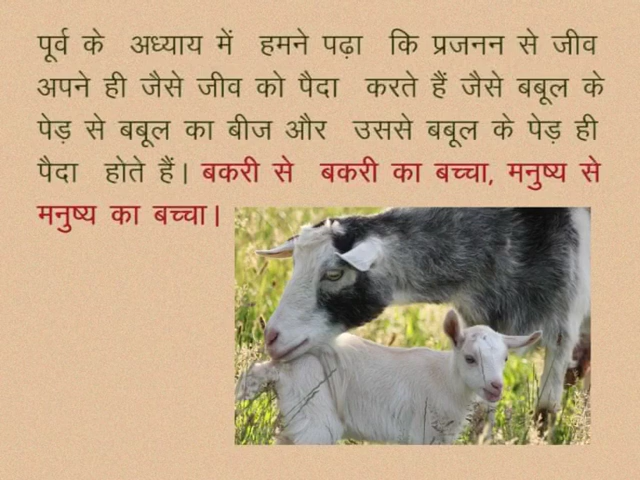 पूर्व के अध्याय में हमने पढ़ा कि प्रजनन से जीव
अपने ही जैसे जीव को पैदा करते हैं जैसे बबूल के
पेड़ से बबूल का बीज और उससे बबूल के पेड़ ही
पैदा होते हैं। बकरी से बकरी का बच्चा, मनुष्य से
मनुष्य का बच्चा।